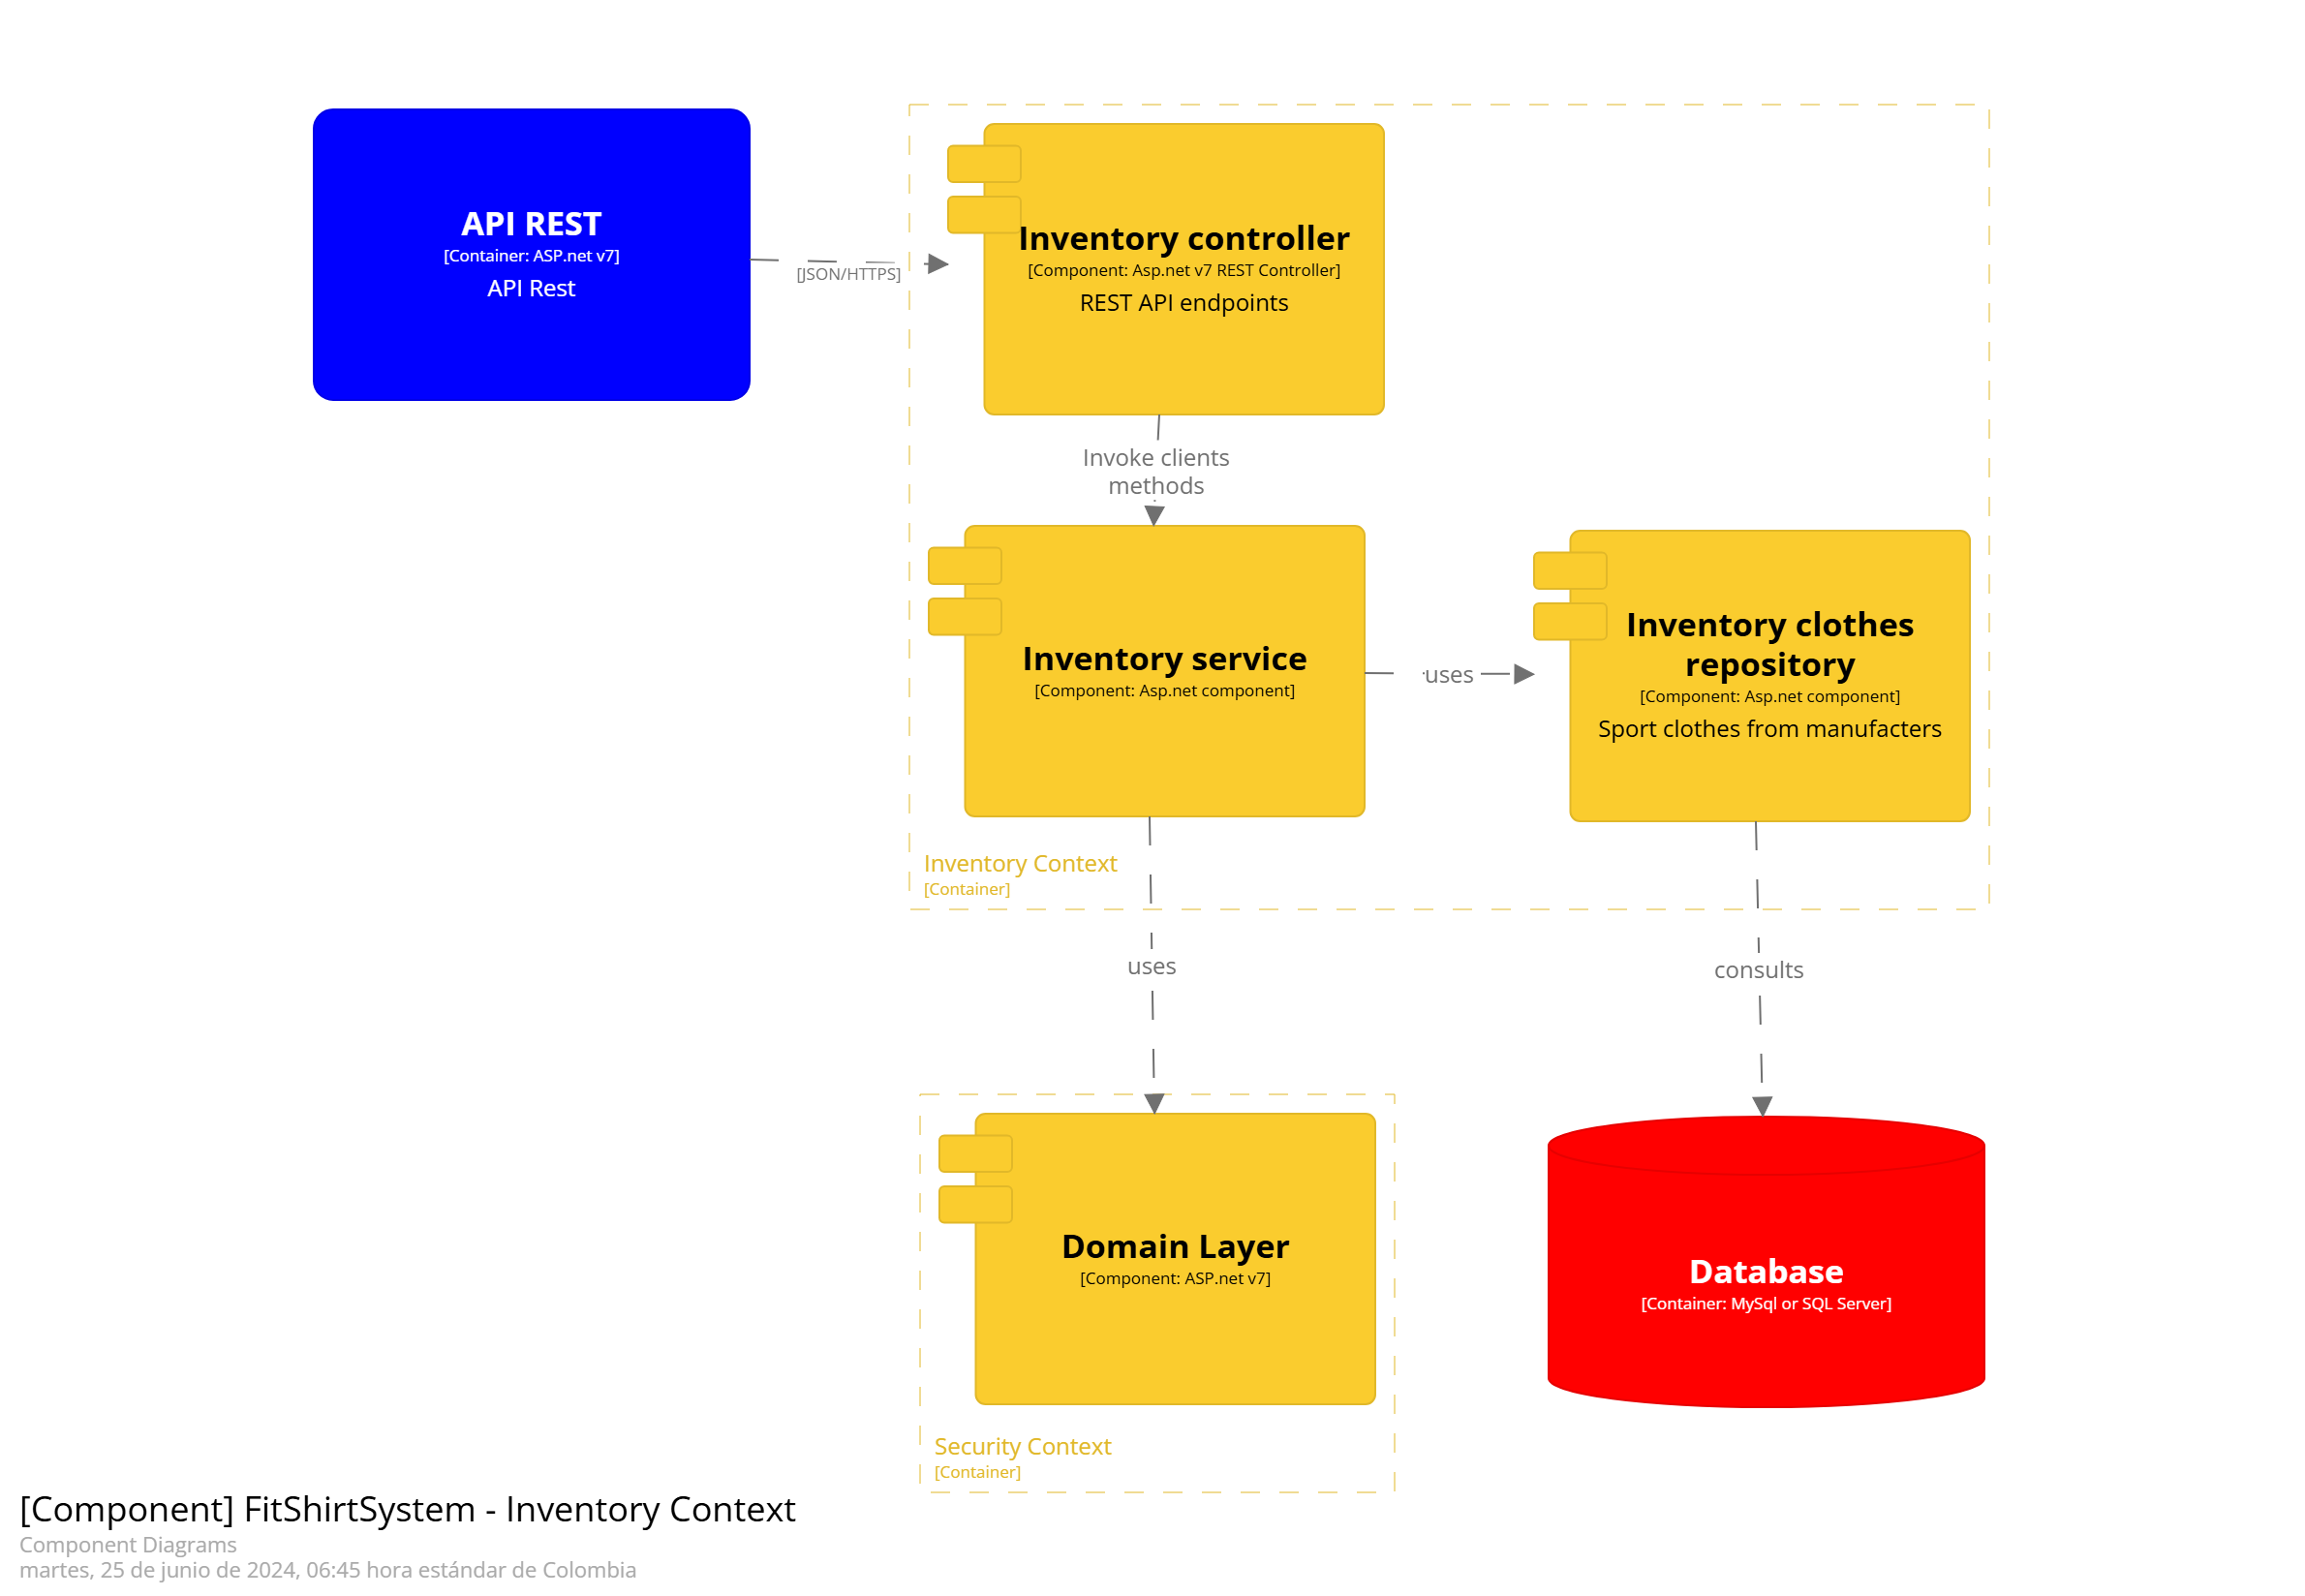 API REST
[Container: ASP.net v7]
API Rest
[JSON/HTTPS]
Inventory controller
[Component: Asp.net v7 REST Controller]
REST API endpoints
Invoke clients
methods
Inventory service
[Component: Asp.net component]
uses
Inventory clothes
repository
[Component: Asp.net component]
Sport clothes from manufacters
Inventory Context
[Container]
uses
consults
Domain Layer
[Component: ASP.net v7]
Database
[Container: MySql or SQL Server]
Security Context
[Container]
[Component] FitShirtSystem - Inventory Context
Component Diagrams
martes, 25 de junio de 2024, 06:45 hora estándar de Colombia